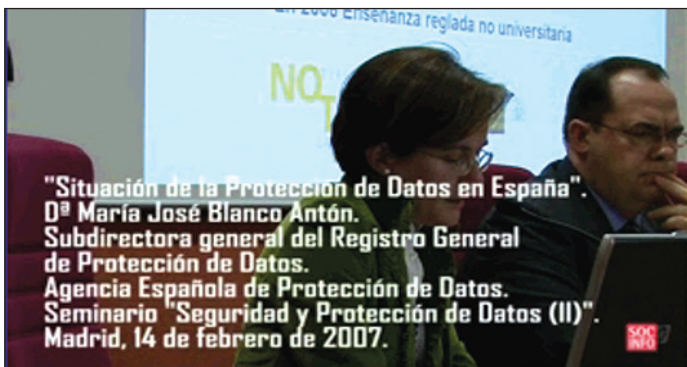 En 2006 Enseñanza reglada no universitaria
NO
T
"Situación de la Protección de Datos en España".
Dª María José Blanco Antón.
Subdirectora general del Registro General
de Protección de Datos.
Agencia Española de Protección de Datos.
Seminario "Seguridad y Protección de Datos (II)".
Madrid, 14 de febrero de 2007.
SOC
INFO